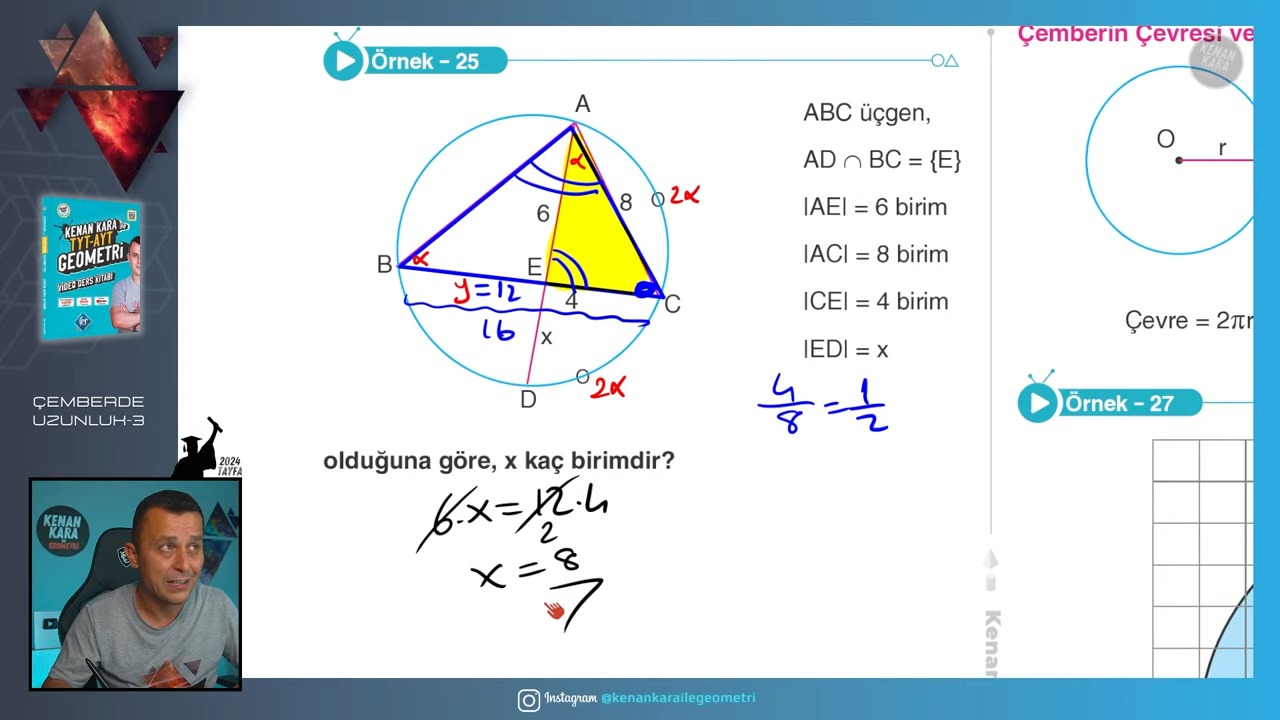 Örnek – 25
A
B
C
D
E
6
8
4
x
α
α
2α
2α
y=12
16
ABC üçgen,
AD ∩ BC = {E}
|AE| = 6 birim
|AC| = 8 birim
|CE| = 4 birim
|ED| = x
4/8 = 1/2
olduğuna göre, x kaç birimdir?
6.x = 12.4
2
x = 8
Çemberin Çevresi ve
KENAN KARA
O
r
Çevre = 2πr
Örnek – 27
Kenan
KENAN KARA
TYT-AYT
GEOMETRİ
VİDEO DERS KİTABI
ÇEMBERDE
UZUNLUK-3
2024
TAYFA
KENAN
KARA
GEOMETRİ
Instagram @kenankarailegeometri